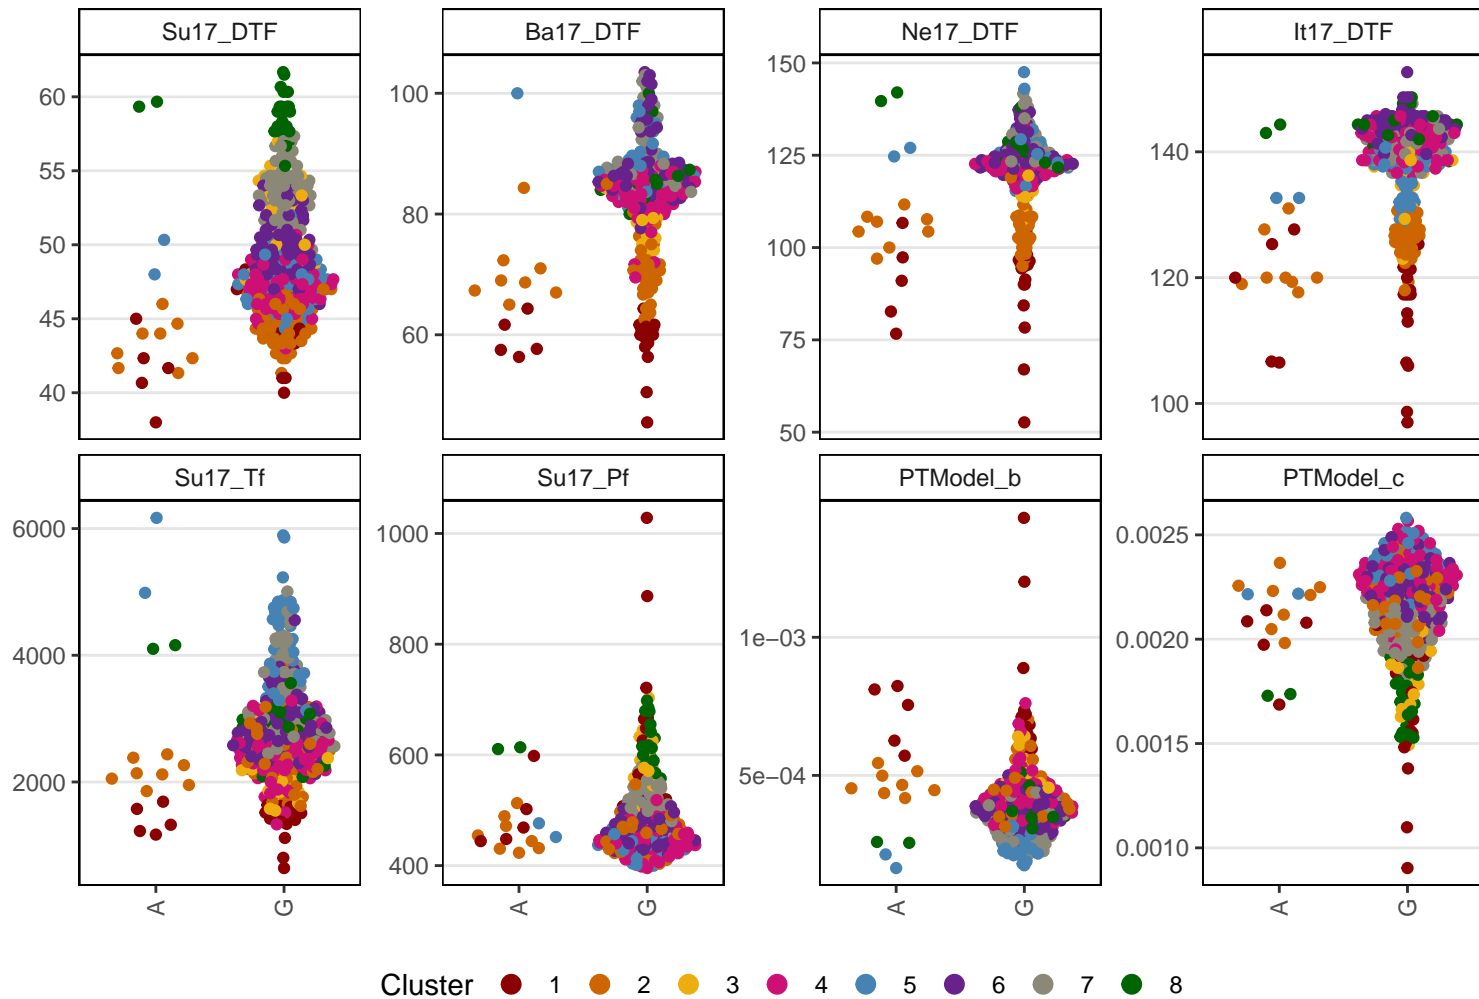 Su17_DTF
Ba17_DTF
Ne17_DTF
It17_DTF
60
55
50
45
40
100
80
60
150
125
100
75
50
140
120
100
Su17_Tf
Su17_Pf
PTModel_b
PTModel_c
6000
4000
2000
1000
800
600
400
1e−03
5e−04
0.0025
0.0020
0.0015
0.0010
A G
A G
A G
A G
Cluster 1 2 3 4 5 6 7 8